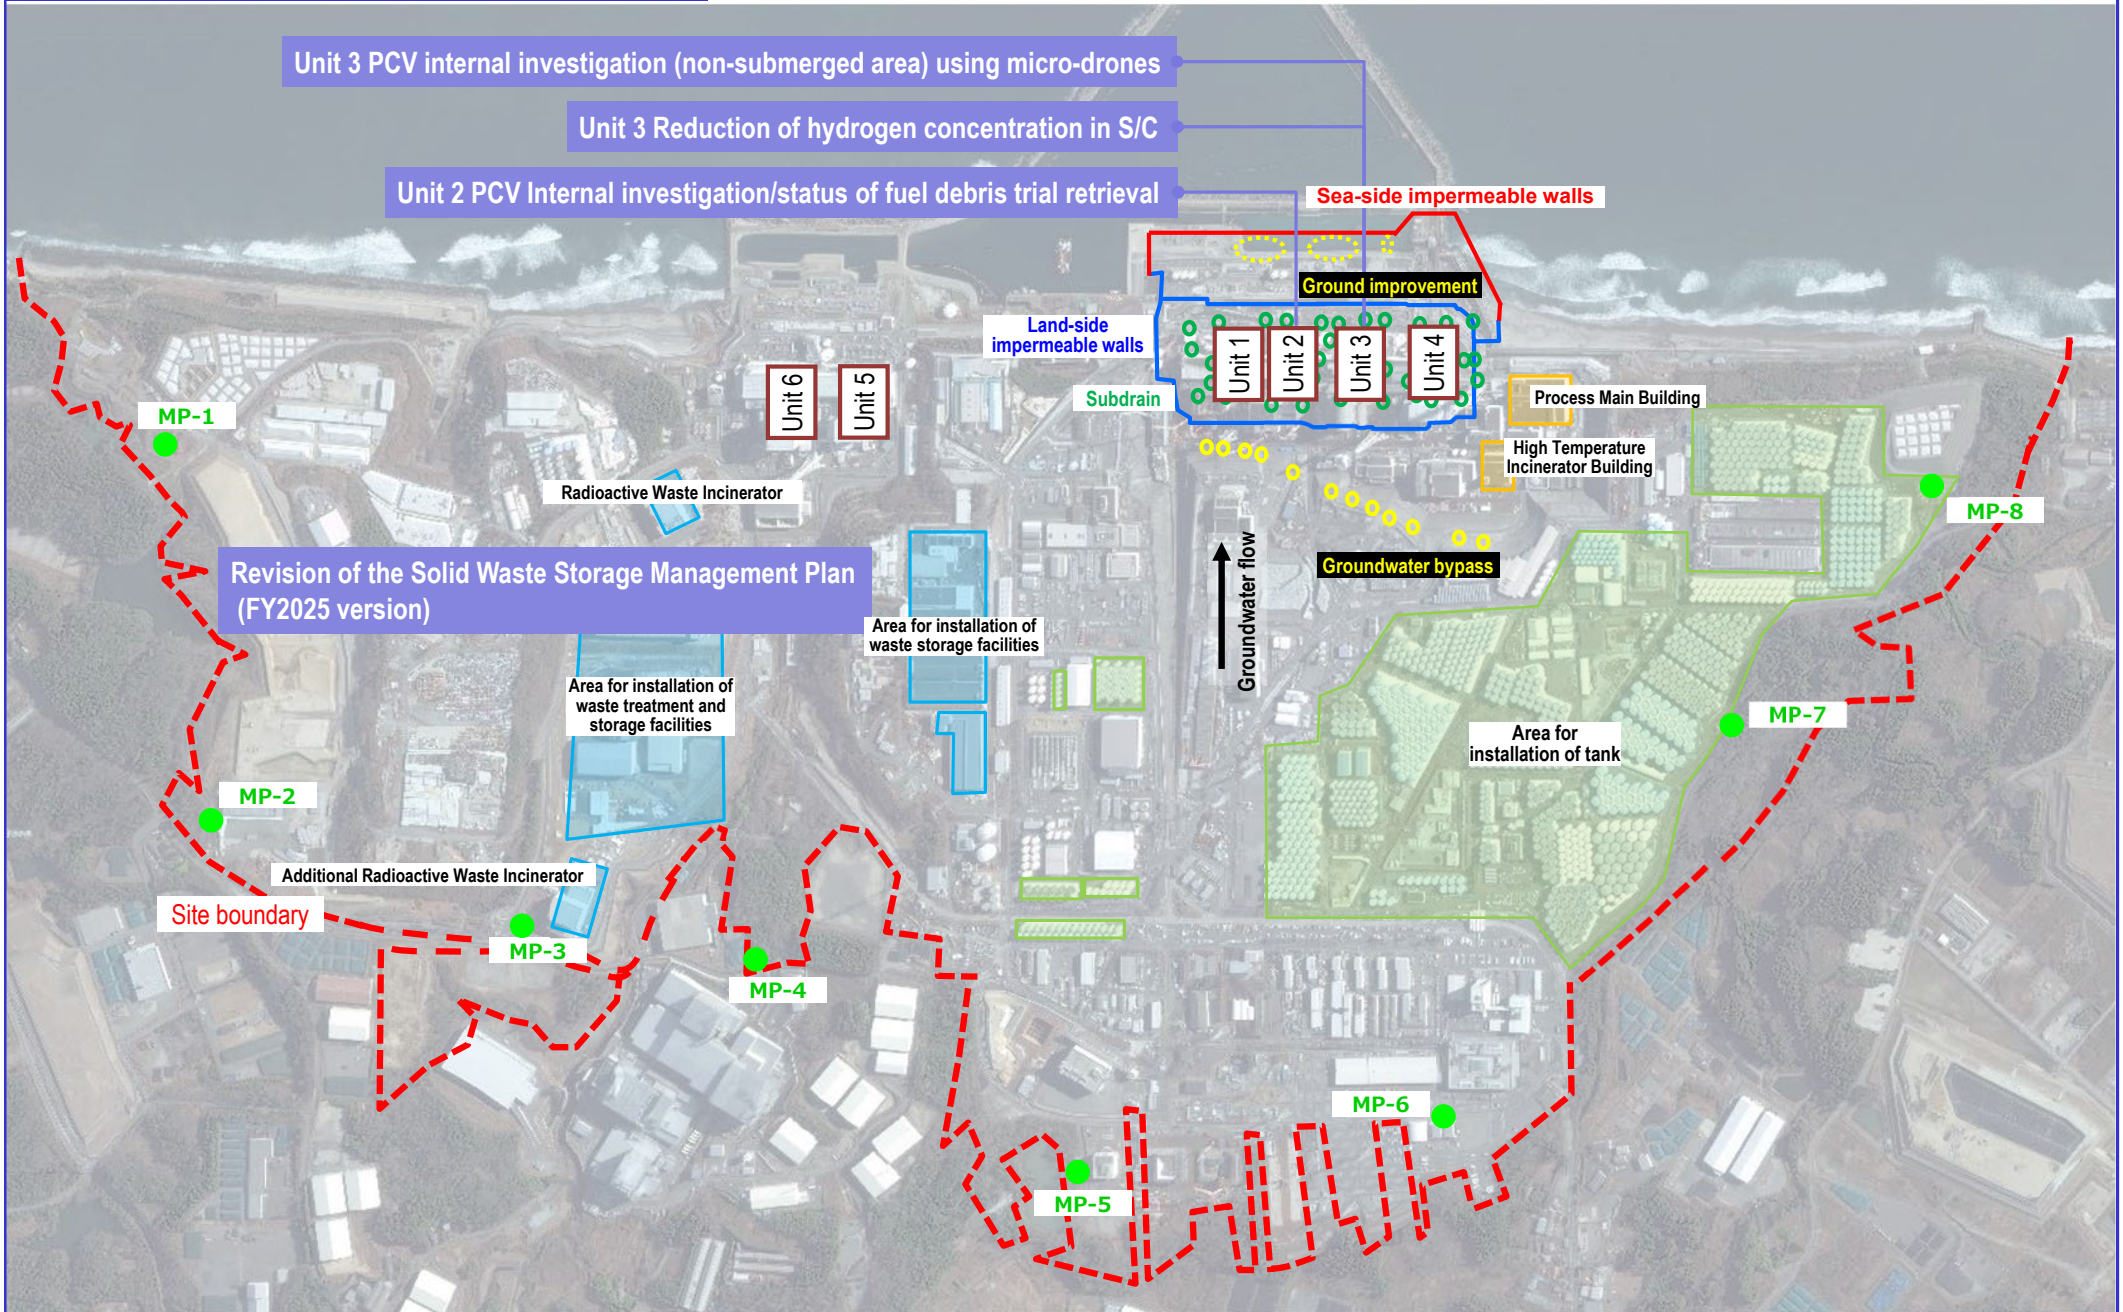 Unit 3 PCV internal investigation (non-submerged area) using micro-drones
Unit 3 Reduction of hydrogen concentration in S/C
Unit 2 PCV Internal investigation/status of fuel debris trial retrieval
Sea-side impermeable walls
Ground improvement
Land-side
impermeable walls
Subdrain
Unit 1
Unit 2
Unit 3
Unit 4
Unit 6
Unit 5
Process Main Building
High Temperature
Incinerator Building
MP-1
Radioactive Waste Incinerator
MP-8
Revision of the Solid Waste Storage Management Plan
(FY2025 version)
Groundwater bypass
Groundwater flow
Area for installation of
waste storage facilities
Area for installation of
waste treatment and
storage facilities
MP-7
Area for
installation of tank
MP-2
Additional Radioactive Waste Incinerator
Site boundary
MP-3
MP-4
MP-6
MP-5